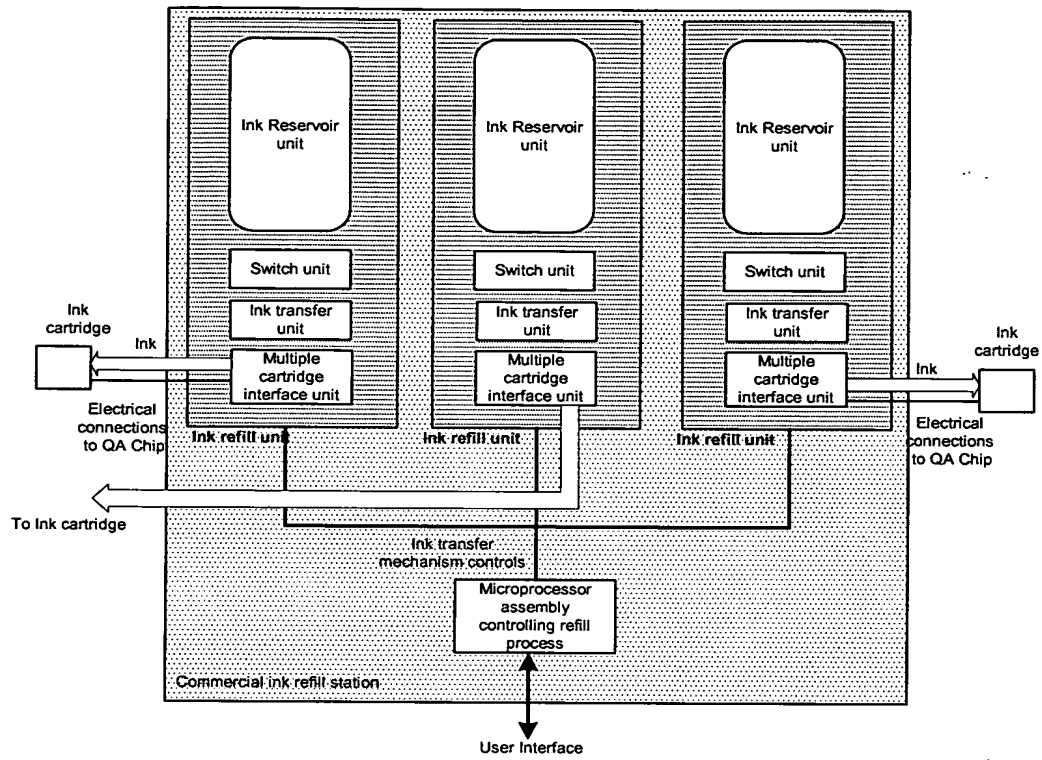 Ink Reservoir
unit
Ink Reservoir
unit
Ink Reservoir
unit
Switch unit
Switch unit
Switch unit
Ink transfer
unit
Ink transfer
unit
Ink transfer
unit
Ink
cartridge
Ink
Multiple
cartridge
interface unit
Multiple
cartridge
interface unit
Multiple
cartridge
interface unit
Ink
Ink
cartridge
Electrical
connections
to QA Chip
Ink refill unit
Ink refill unit
Ink refill unit
Electrical
connections
to QA Chip
To Ink cartridge
Ink transfer
mechanism controls
Microprocessor
assembly
controlling refill
process
Commercial ink refill station
User Interface